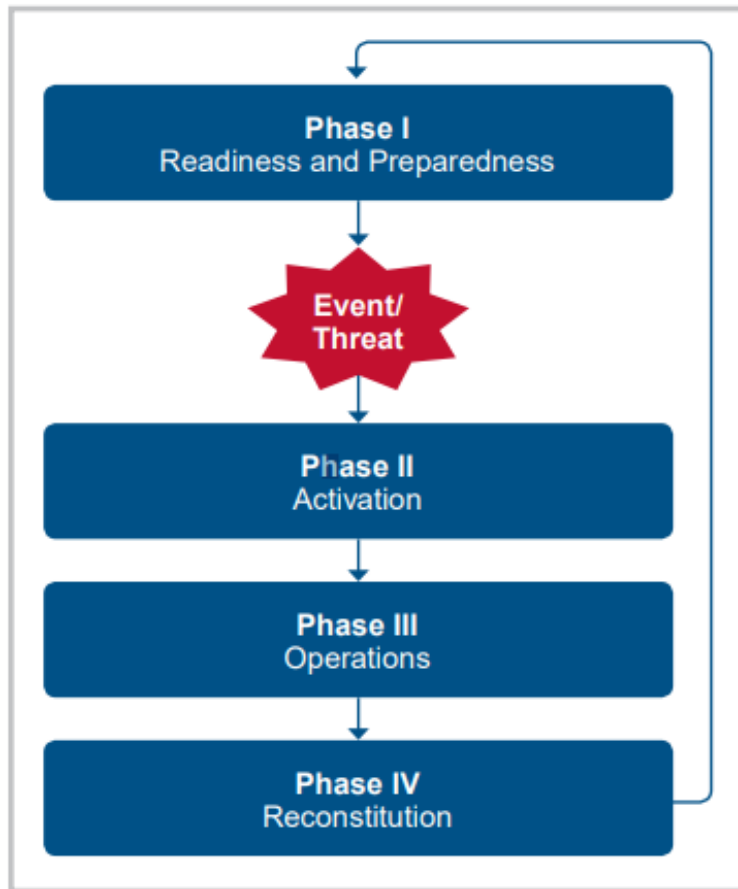 Phase I
Readiness and Preparedness
Event/
Threat
Phase II
Activation
Phase III
Operations
Phase IV
Reconstitution